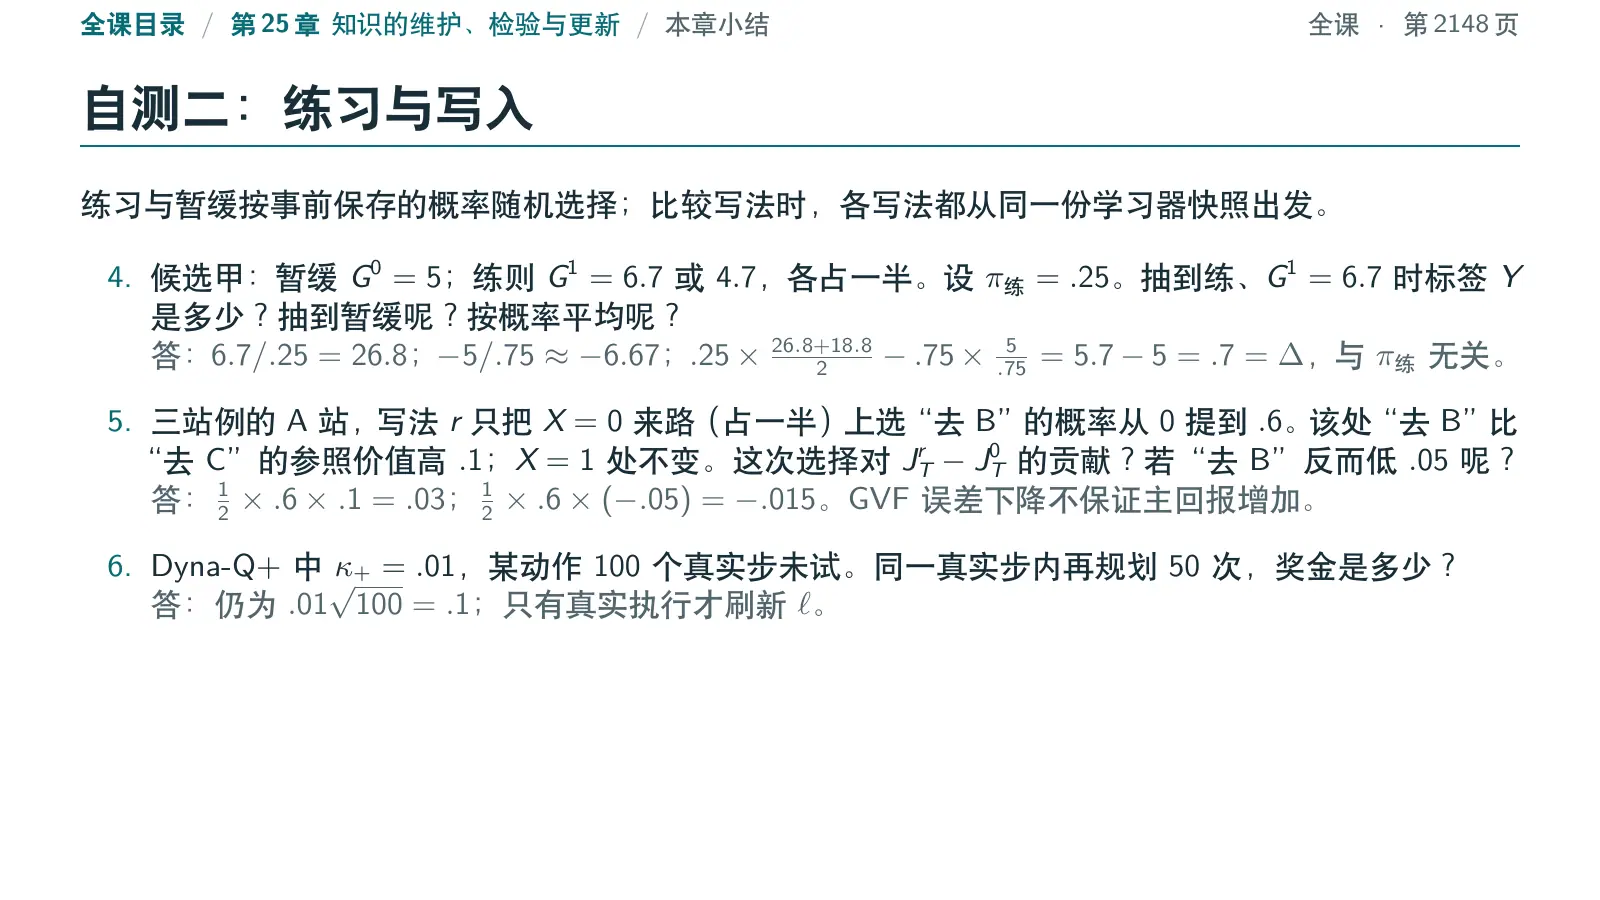 全课目录 / 第 25 章 知识的维护、检验与更新 / 本章小结
全课 · 第 2148 页
自测二：练习与写入
练习与暂缓按事前保存的概率随机选择；比较写法时，各写法都从同一份学习器快照出发。
4. 候选甲：暂缓 G⁰ = 5；练则 G¹ = 6.7 或 4.7，各占一半。设 π练 = .25。抽到练、G¹ = 6.7 时标签 Y
是多少？抽到暂缓呢？按概率平均呢？
答：6.7/.25 = 26.8；−5/.75 ≈ −6.67；.25 × (26.8+18.8)/2 − .75 × 5/.75 = 5.7 − 5 = .7 = Δ，与 π练 无关。
5. 三站例的 A 站，写法 r 只把 X = 0 来路（占一半）上选“去 B”的概率从 0 提到 .6。该处“去 B”比
“去 C”的参照价值高 .1；X = 1 处不变。这次选择对 J_T^r − J_T^0 的贡献？若“去 B”反而低 .05 呢？
答：1/2 × .6 × .1 = .03；1/2 × .6 × (−.05) = −.015。GVF 误差下降不保证主回报增加。
6. Dyna-Q+ 中 κ₊ = .01，某动作 100 个真实步未试。同一真实步内再规划 50 次，奖金是多少？
答：仍为 .01√100 = .1；只有真实执行才刷新 ℓ。